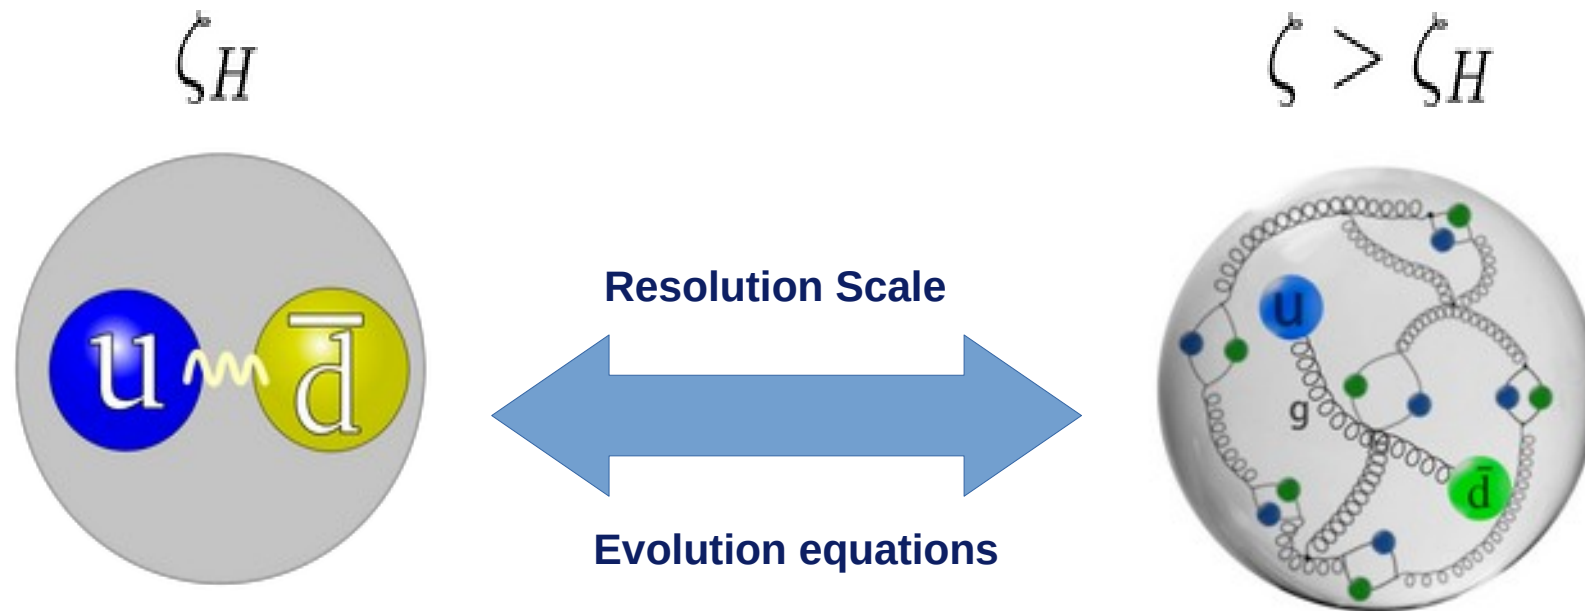 ζH
ζ > ζH
u
d̅
Resolution Scale
Evolution equations
u
g
d̅